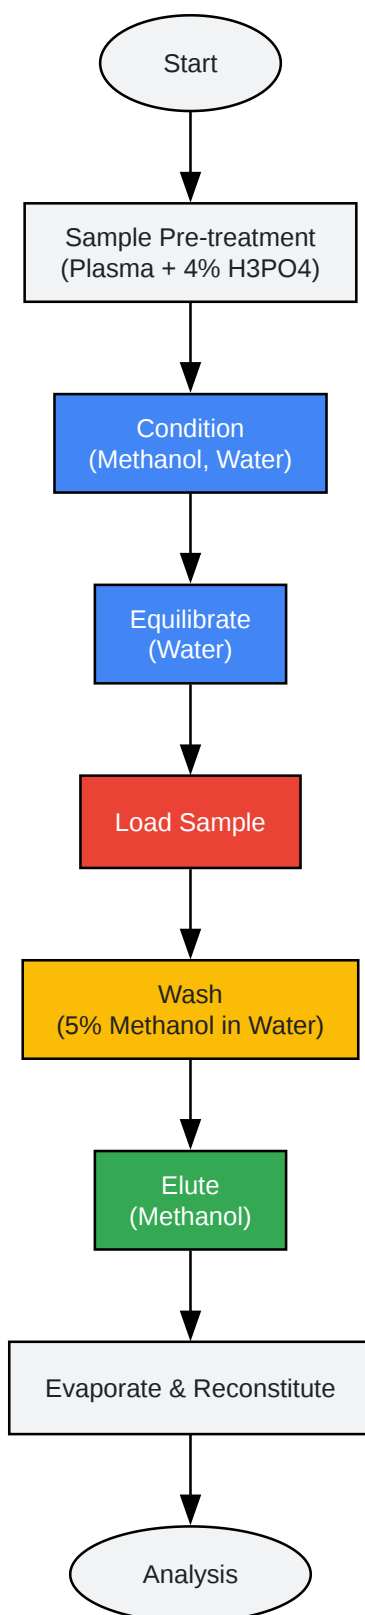 Start
Sample Pre-treatment
(Plasma + 4% H3PO4)
Condition
(Methanol, Water)
Equilibrate
(Water)
Load Sample
Wash
(5% Methanol in Water)
Elute
(Methanol)
Evaporate & Reconstitute
Analysis